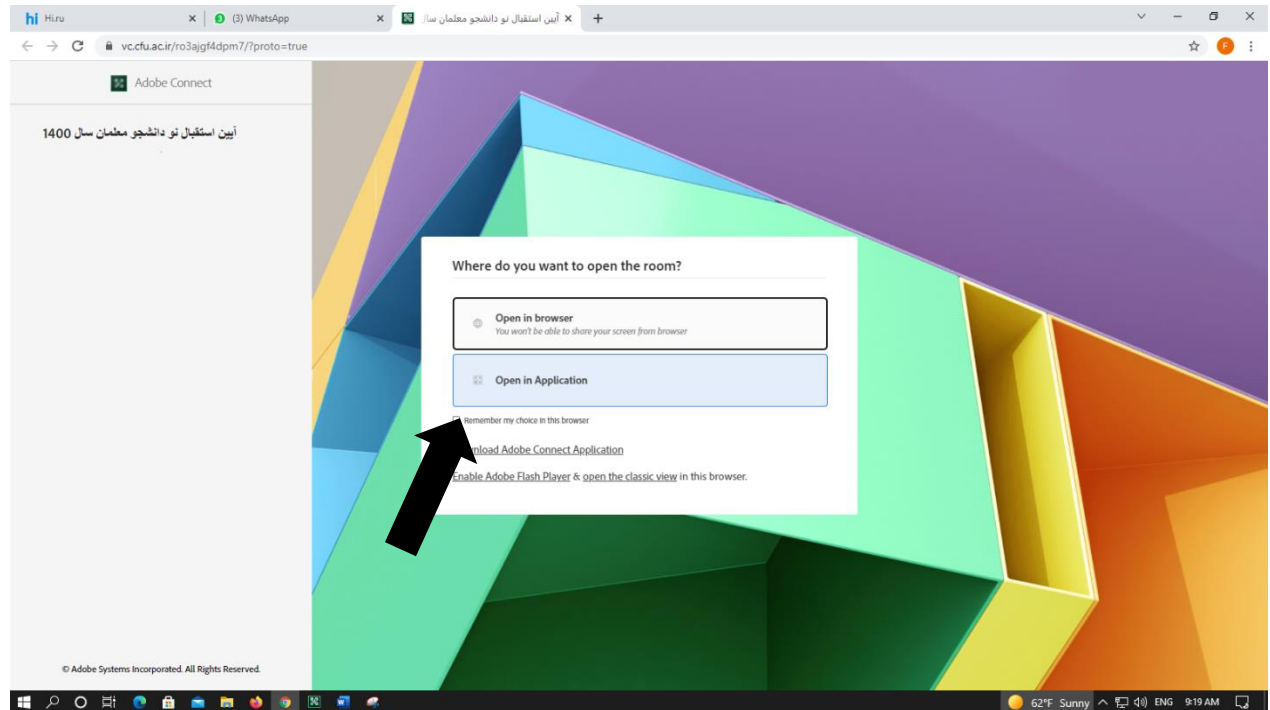 hi Hi.ru
(3) WhatsApp
آیین استقبال نو دانشجو معلمان سال
vc.cfu.ac.ir/ro3ajgf4dpm7/?proto=true
F
Adobe Connect
آیین استقبال نو دانشجو معلمان سال 1400
Where do you want to open the room?
Open in browser
You won't be able to share your screen from browser
Open in Application
Remember my choice in this browser
Adobe Connect Application
Enable Adobe Flash Player & open the classic view in this browser.
© Adobe Systems Incorporated. All Rights Reserved.
62°F Sunny ENG 9:19 AM